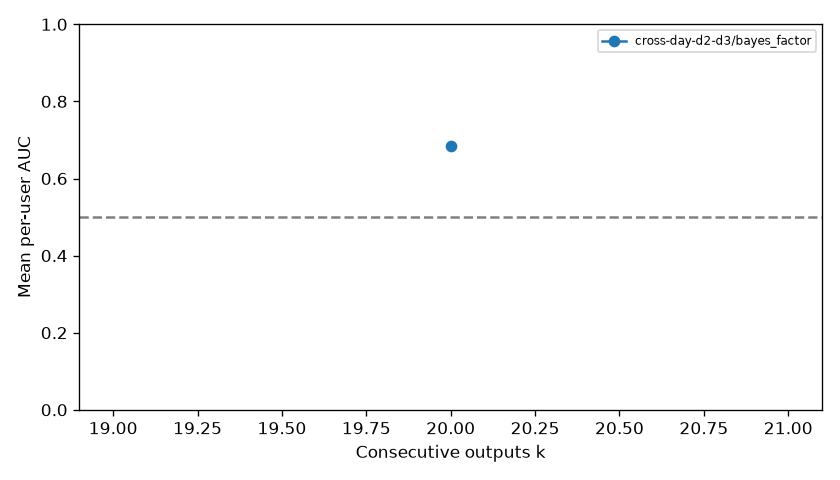 1.0
0.8
0.6
0.4
0.2
0.0
Mean per-user AUC
cross-day-d2-d3/bayes_factor
19.00 19.25 19.50 19.75 20.00 20.25 20.50 20.75 21.00
Consecutive outputs k